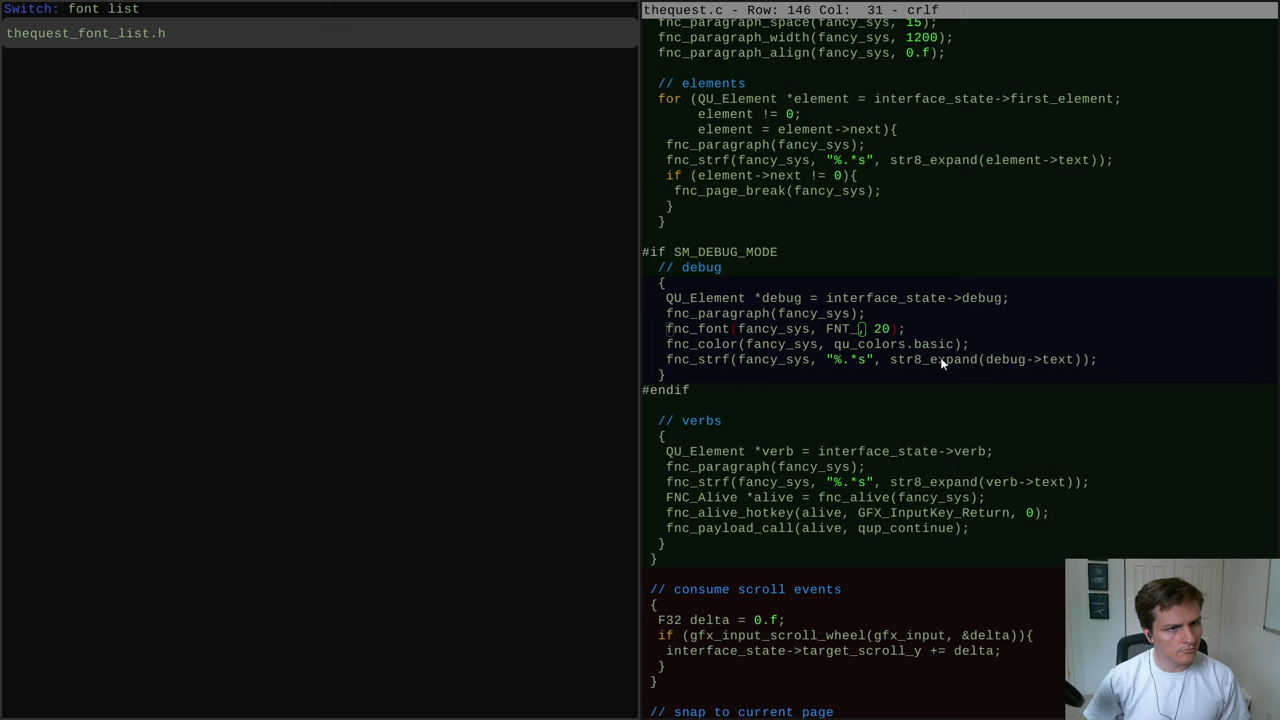 Switch: font list
thequest_font_list.h
thequest.c - Row: 146 Col:  31 - crlf
fnc_paragraph_space(fancy_sys, 15);
fnc_paragraph_width(fancy_sys, 1200);
fnc_paragraph_align(fancy_sys, 0.f);
// elements
for (QU_Element *element = interface_state->first_element;
element != 0;
element = element->next){
fnc_paragraph(fancy_sys);
fnc_strf(fancy_sys, "%.*s", str8_expand(element->text));
if (element->next != 0){
fnc_page_break(fancy_sys);
}
}
#if SM_DEBUG_MODE
// debug
{
QU_Element *debug = interface_state->debug;
fnc_paragraph(fancy_sys);
fnc_font(fancy_sys, FNT_, 20);
fnc_color(fancy_sys, qu_colors.basic);
fnc_strf(fancy_sys, "%.*s", str8_expand(debug->text));
}
#endif
// verbs
{
QU_Element *verb = interface_state->verb;
fnc_paragraph(fancy_sys);
fnc_strf(fancy_sys, "%.*s", str8_expand(verb->text));
FNC_Alive *alive = fnc_alive(fancy_sys);
fnc_alive_hotkey(alive, GFX_InputKey_Return, 0);
fnc_payload_call(alive, qup_continue);
}
}
// consume scroll events
{
F32 delta = 0.f;
if (gfx_input_scroll_wheel(gfx_input, &delta)){
interface_state->target_scroll_y += delta;
}
}
// snap to current page